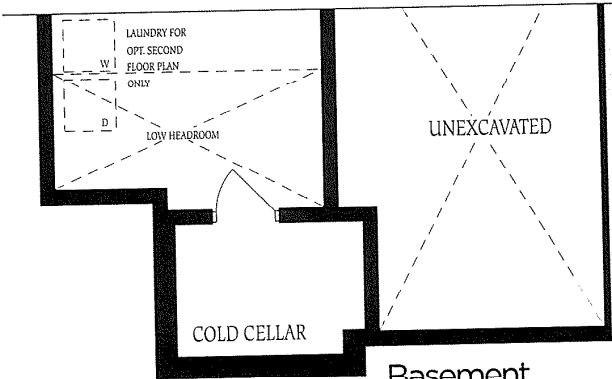 LAUNDRY FOR
OPT. SECOND
W FLOOR PLAN
ONLY
D
LOW HEADROOM
UNEXCAVATED
COLD CELLAR
Basement